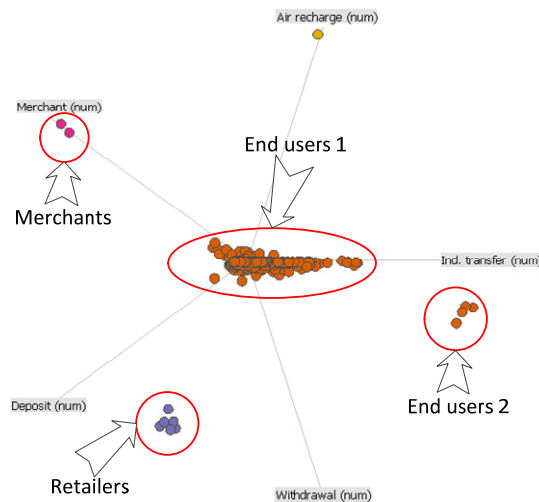 Air recharge (num)
Merchant (num)
End users 1
Merchants
Ind. transfer (num)
Deposit (num)
End users 2
Retailers
Withdrawal (num)